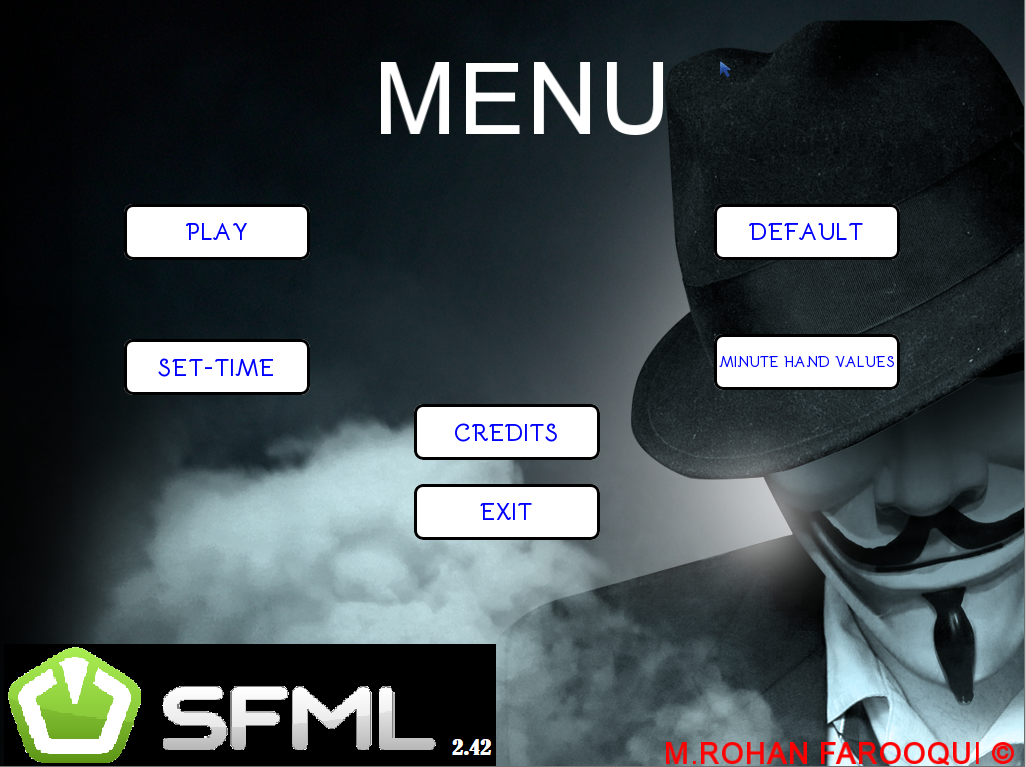 MENU
PLAY
DEFAULT
SET-TIME
MINUTE HAND VALUES
CREDITS
EXIT
SFML
2.42
M.ROHAN FAROOQUI ©